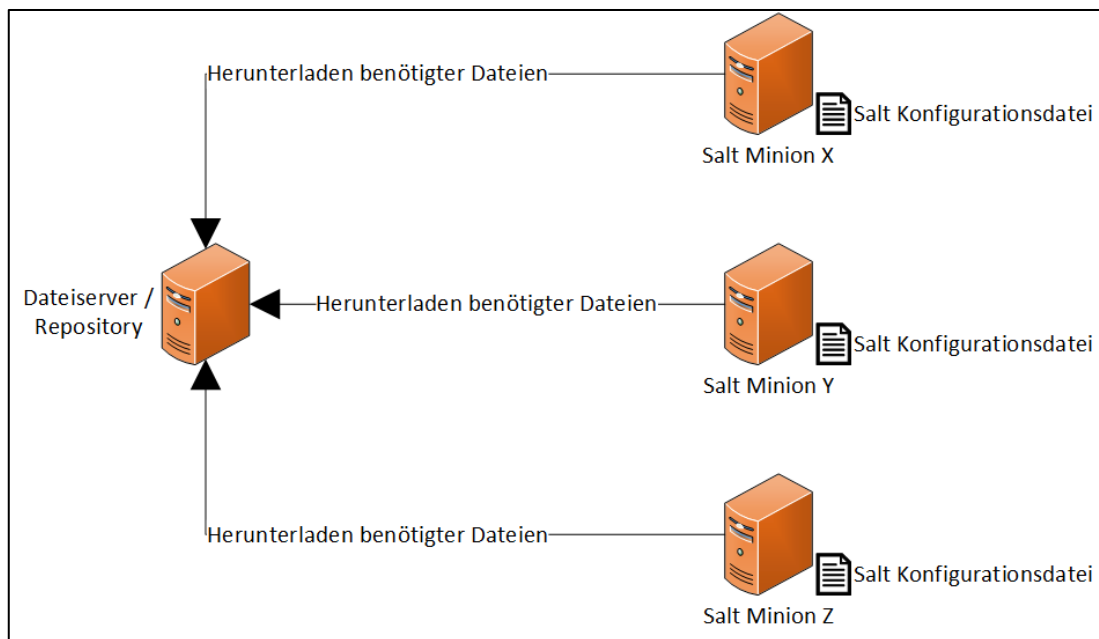 Herunterladen benötigter Dateien
Salt Konfigurationsdatei
Salt Minion X
Dateiserver /
Repository
Herunterladen benötigter Dateien
Salt Konfigurationsdatei
Salt Minion Y
Herunterladen benötigter Dateien
Salt Konfigurationsdatei
Salt Minion Z